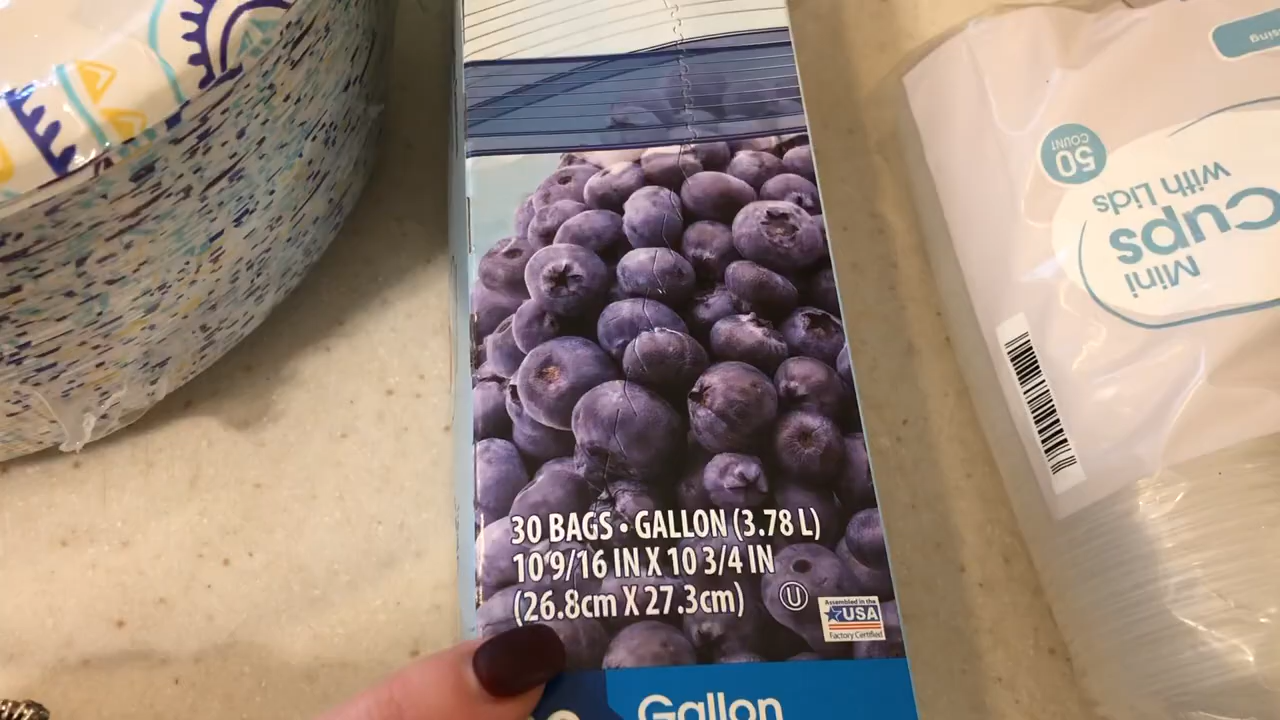 30 BAGS • GALLON (3.78 L)
10 9/16 IN X 10 3/4 IN
(26.8cm X 27.3cm)
U
Assembled in the
USA
Factory Certified
Gallon
Mini
Cups
with Lids
50
COUNT